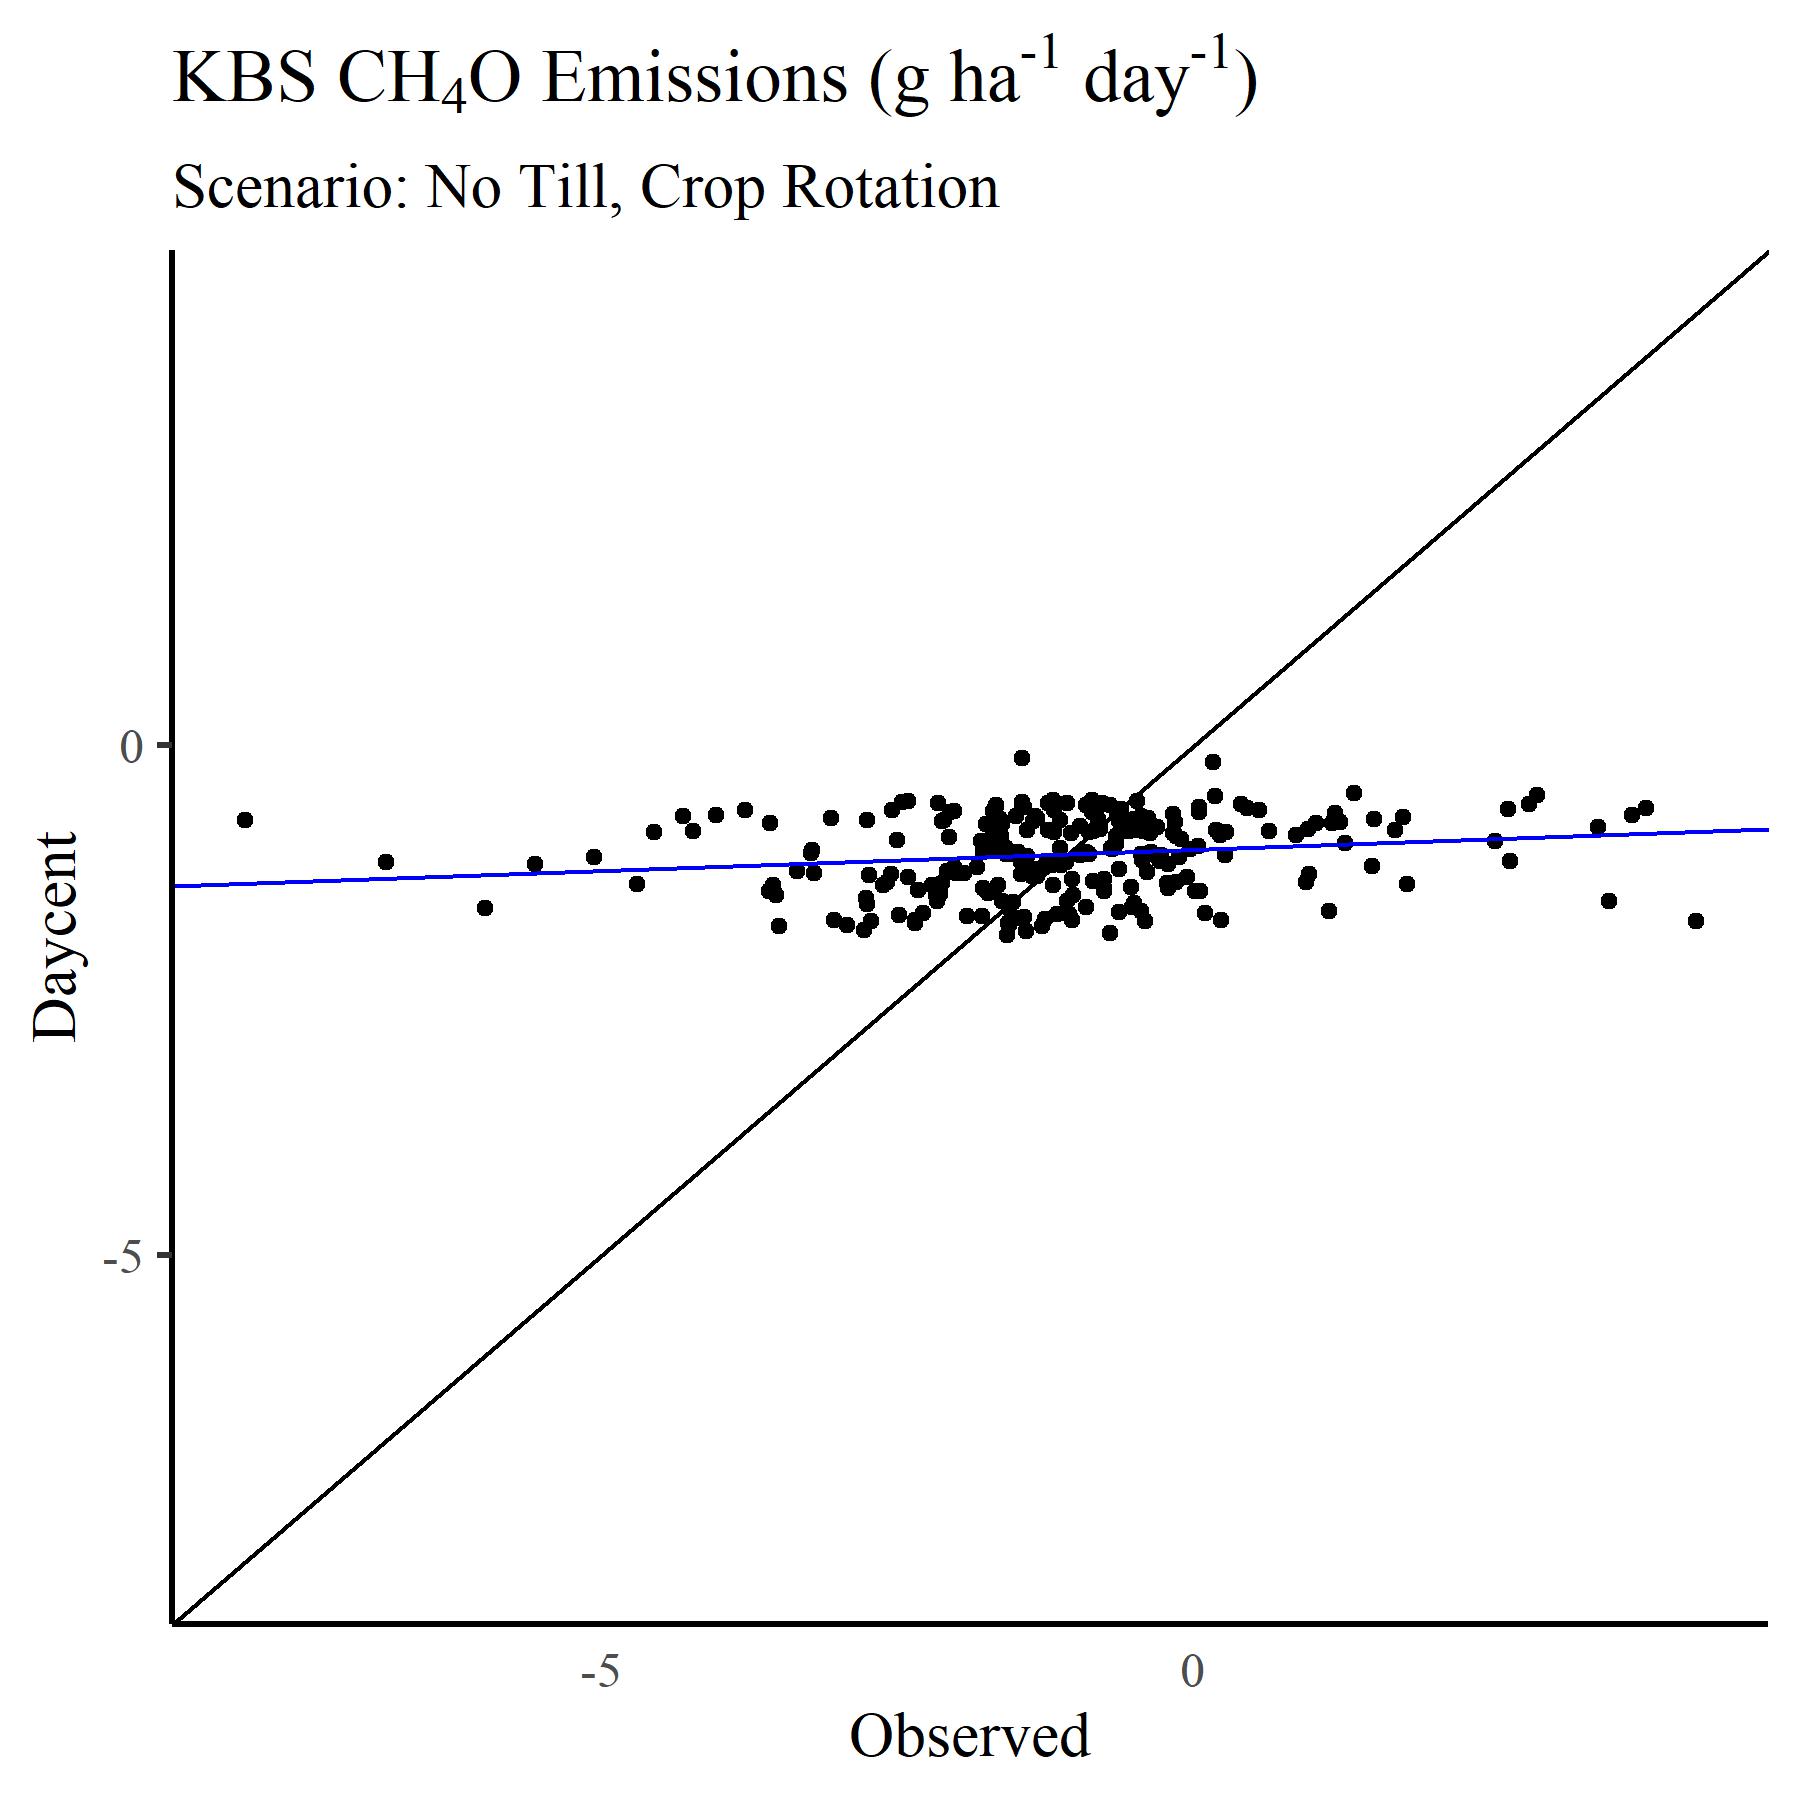 KBS CH₄O Emissions (g ha⁻¹ day⁻¹)
Scenario: No Till, Crop Rotation
0
Daycent
-5
-5 0
Observed